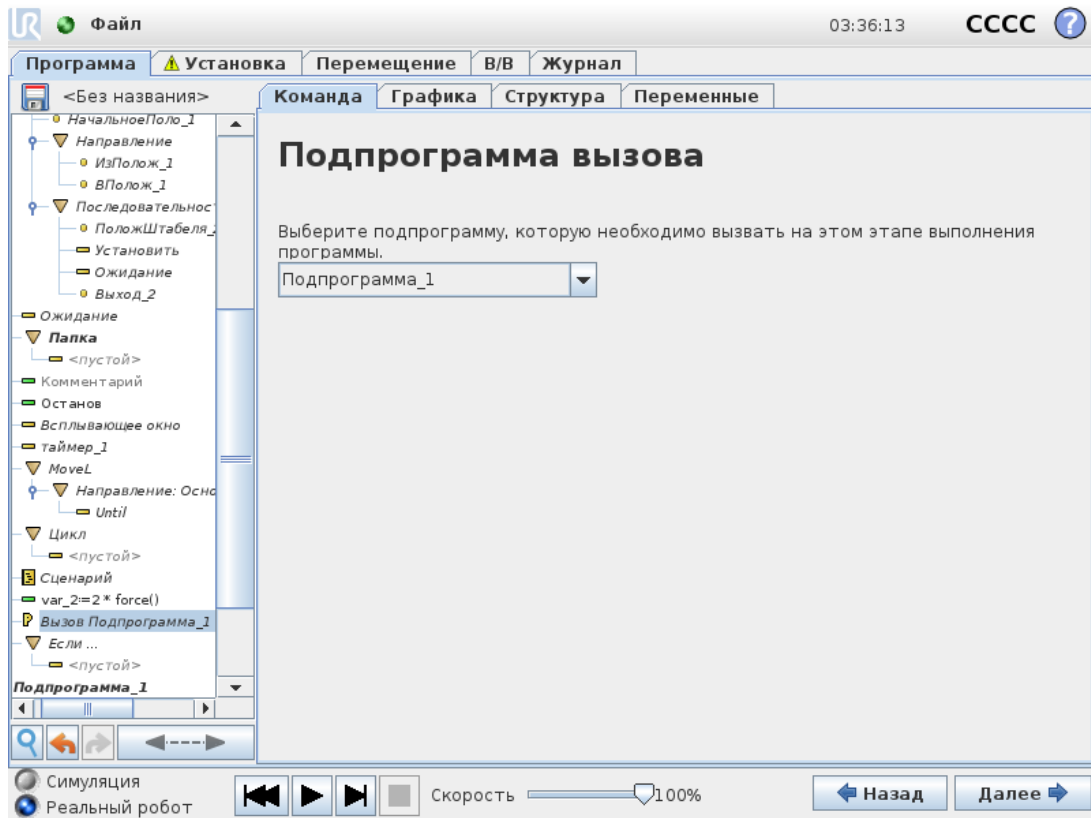 UR Файл 03:36:13 CCCC ?
Программа Установка Перемещение В/В Журнал
<Без названия> Команда Графика Структура Переменные
НачальноеПоло_1
Направление
ИзПолож_1
ВПолож_1
Последовательнос
ПоложШтабеля_2
Установить
Ожидание
Выход_2
Ожидание
Папка
<пустой>
Комментарий
Останов
Всплывающее окно
таймер_1
MoveL
Направление: Осно
Until
Цикл
<пустой>
Сценарий
var_2:=2 * force()
Вызов Подпрограмма_1
Если ...
<пустой>
Подпрограмма_1
Подпрограмма вызова
Выберите подпрограмму, которую необходимо вызвать на этом этапе выполнения
программы.
Подпрограмма_1
Симуляция
Реальный робот
Скорость 100%
Назад Далее